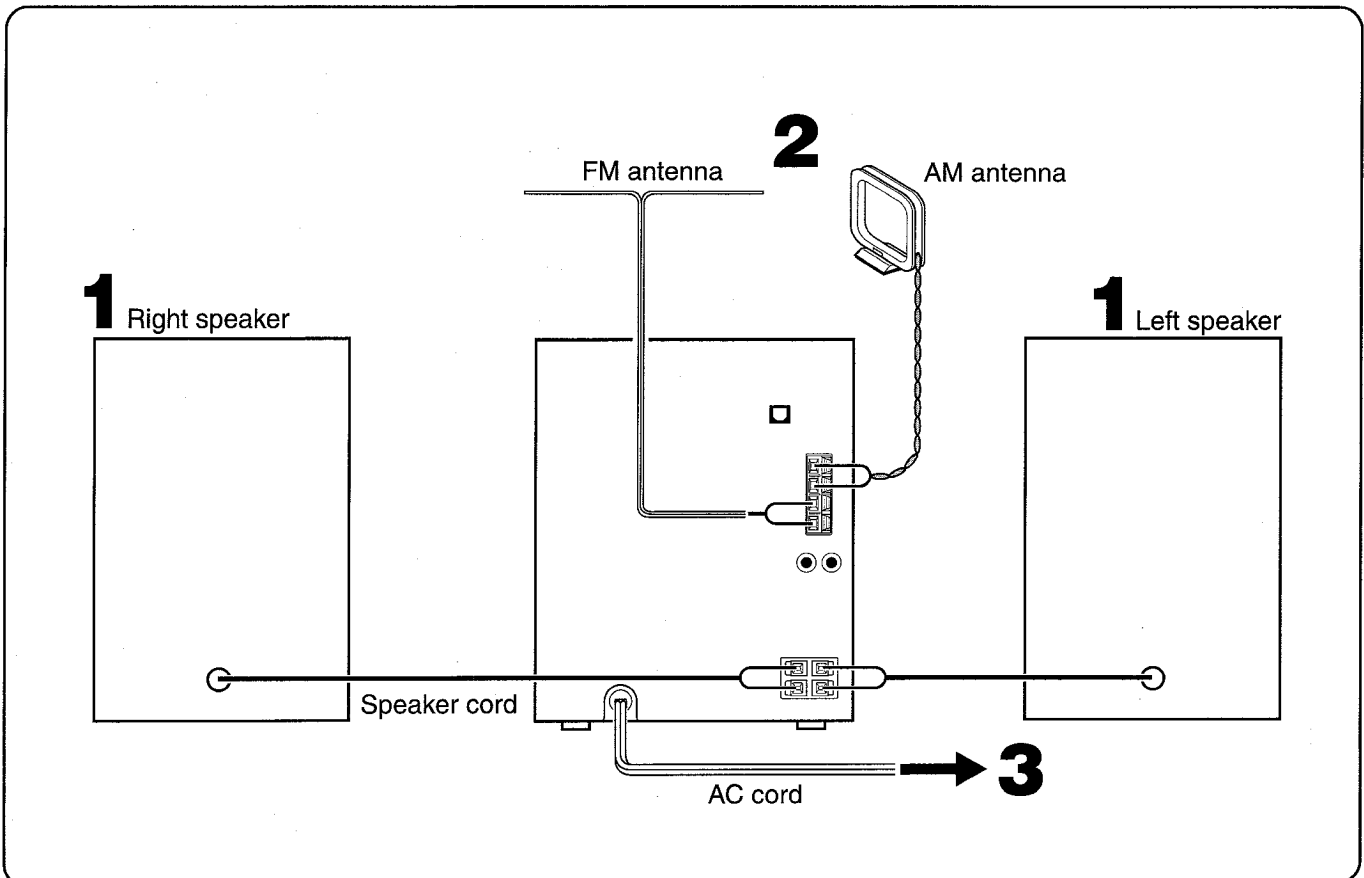 2
FM antenna
AM antenna
1 Right speaker
1 Left speaker
Speaker cord
3
AC cord